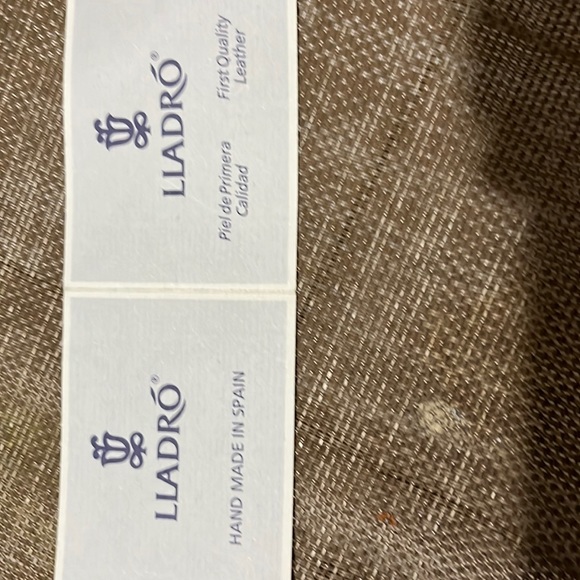 LLADRÓ®
Piel de Primera
Calidad
First Quality
Leather
LLADRÓ®
HAND MADE IN SPAIN